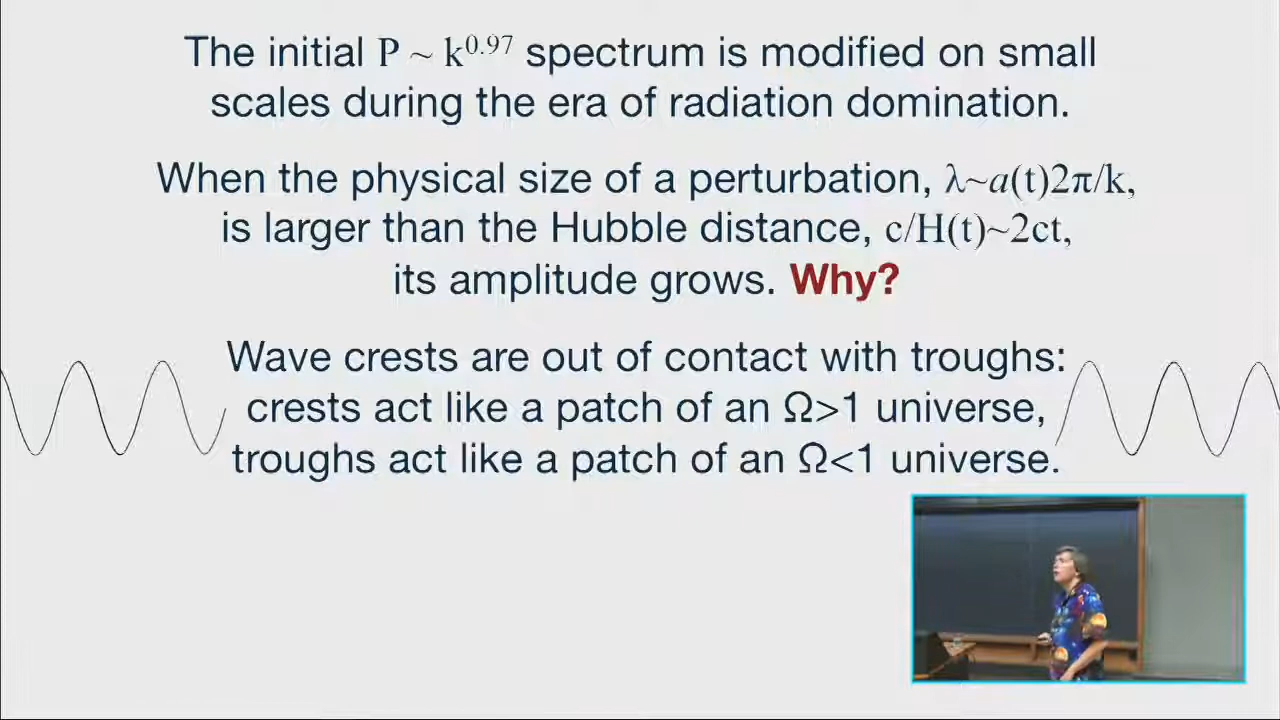 The initial P ~ k^0.97 spectrum is modified on small
scales during the era of radiation domination.
When the physical size of a perturbation, λ~a(t)2π/k,
is larger than the Hubble distance, c/H(t)~2ct,
its amplitude grows. Why?
Wave crests are out of contact with troughs:
crests act like a patch of an Ω>1 universe,
troughs act like a patch of an Ω<1 universe.